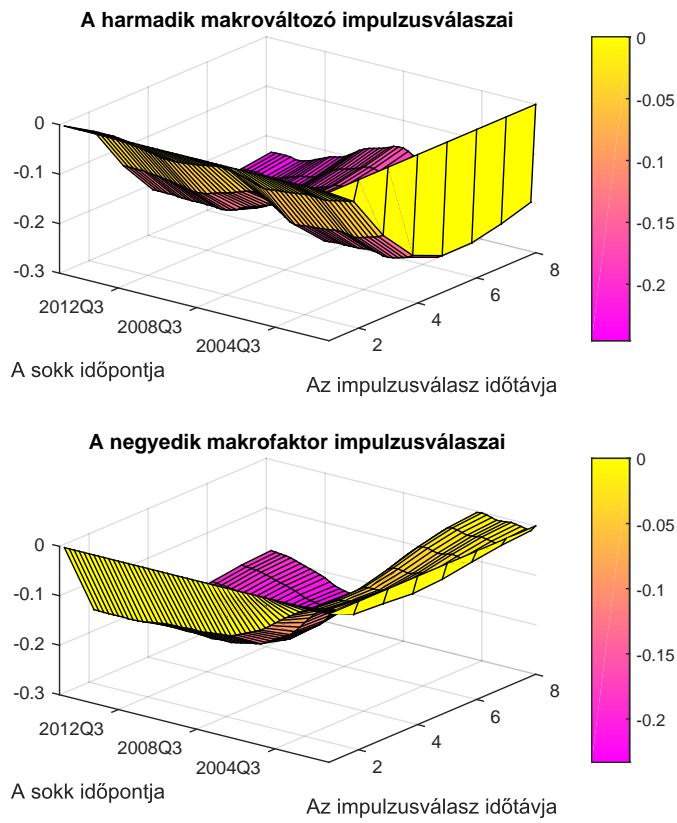 A harmadik makrováltozó impulzusválaszai
0
-0.1
-0.2
-0.3
2012Q3
2008Q3
2004Q3
2
4
6
8
A sokk időpontja
Az impulzusválasz időtávja
0
-0.05
-0.1
-0.15
-0.2
A negyedik makrofaktor impulzusválaszai
0
-0.1
-0.2
-0.3
2012Q3
2008Q3
2004Q3
2
4
6
8
A sokk időpontja
Az impulzusválasz időtávja
0
-0.05
-0.1
-0.15
-0.2